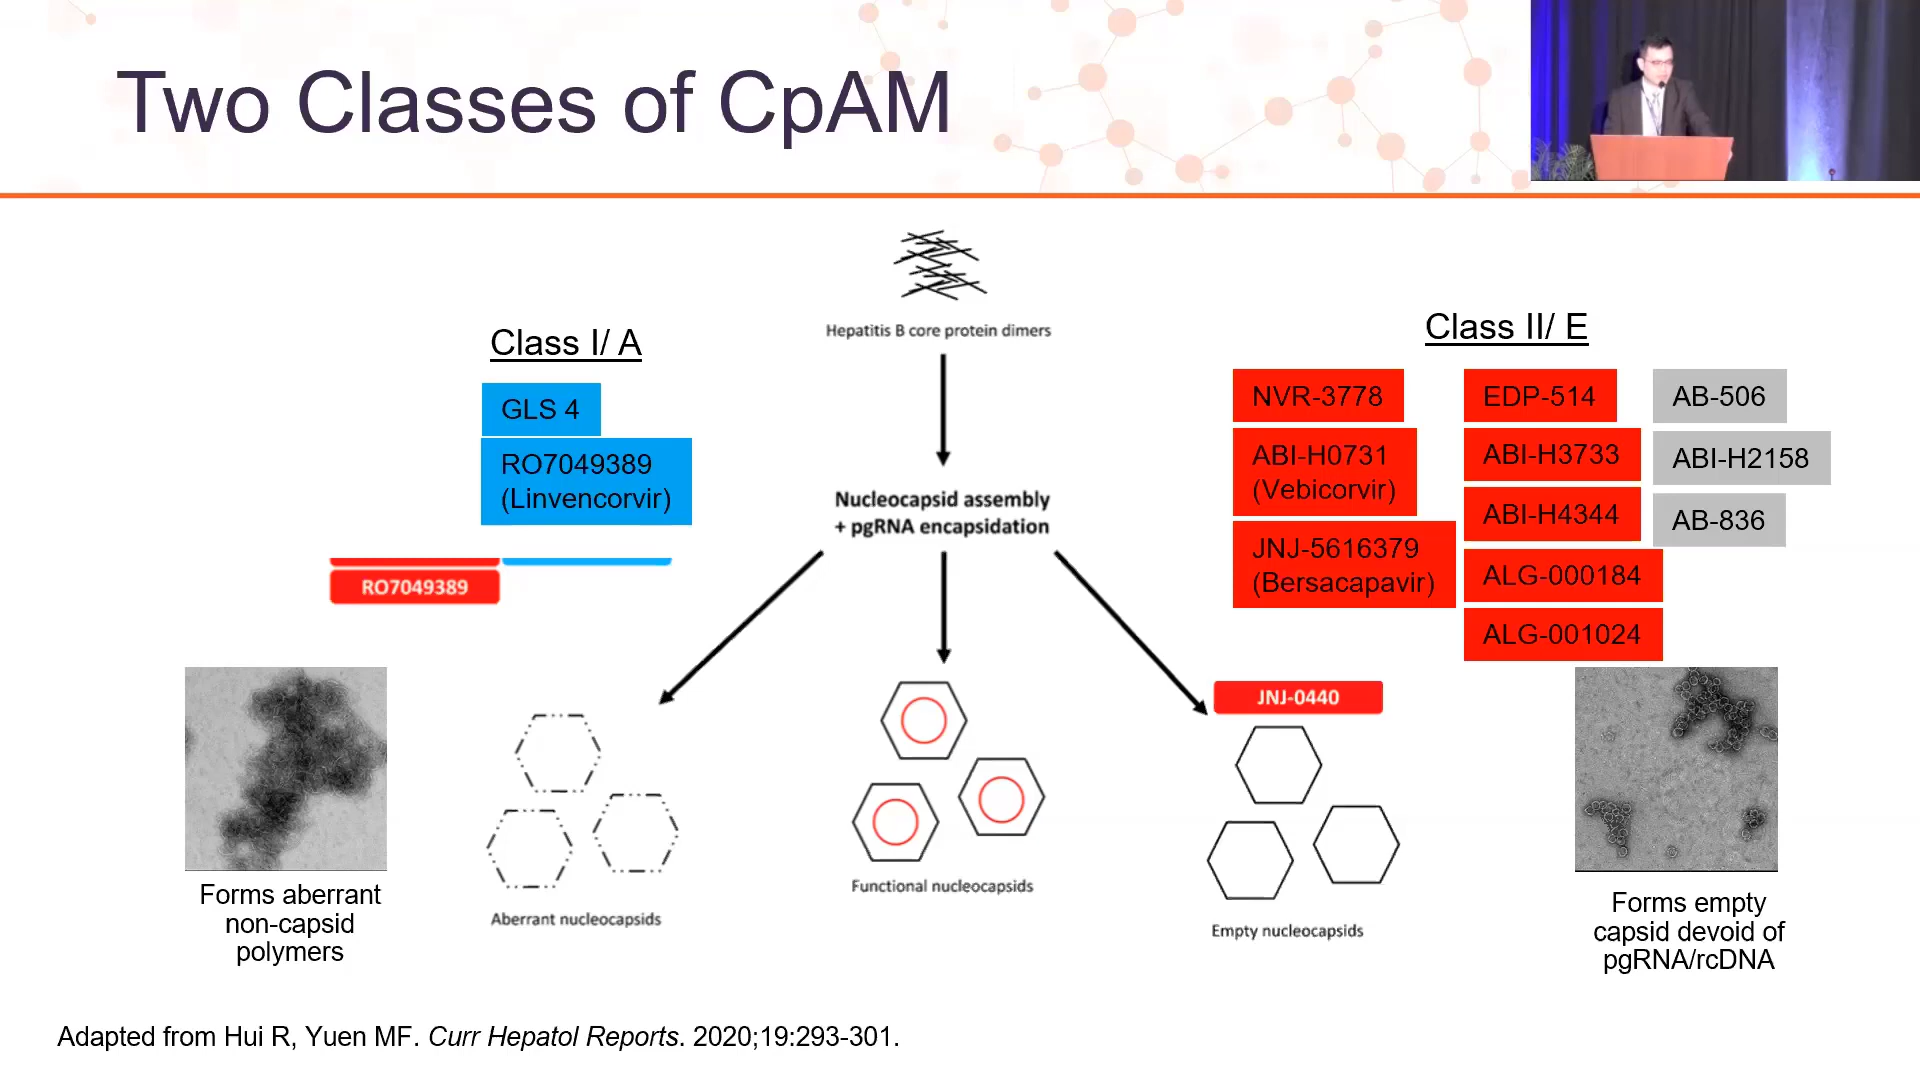 Two Classes of CpAM
Hepatitis B core protein dimers
Class I/ A
GLS 4
RO7049389
(Linvencorvir)
RO7049389
Nucleocapsid assembly
+ pgRNA encapsidation
Class II/ E
NVR-3778
ABI-H0731
(Vebicorvir)
JNJ-5616379
(Bersacapavir)
EDP-514
ABI-H3733
ABI-H4344
ALG-000184
ALG-001024
AB-506
ABI-H2158
AB-836
JNJ-0440
Forms aberrant
non-capsid
polymers
Aberrant nucleocapsids
Functional nucleocapsids
Empty nucleocapsids
Forms empty
capsid devoid of
pgRNA/rcDNA
Adapted from Hui R, Yuen MF. Curr Hepatol Reports. 2020;19:293-301.